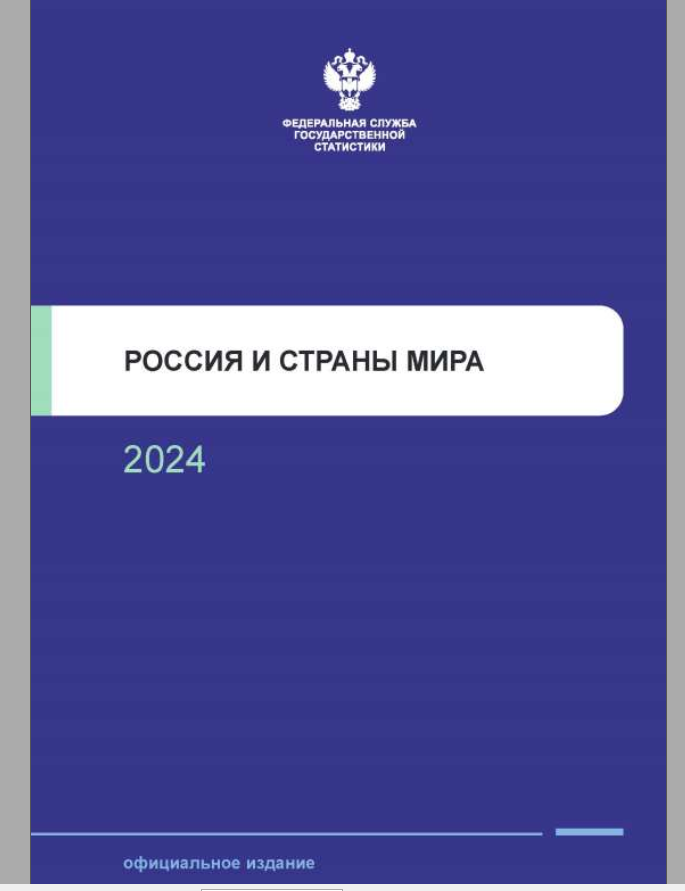 ФЕДЕРАЛЬНАЯ СЛУЖБА
ГОСУДАРСТВЕННОЙ
СТАТИСТИКИ
РОССИЯ И СТРАНЫ МИРА
2024
официальное издание